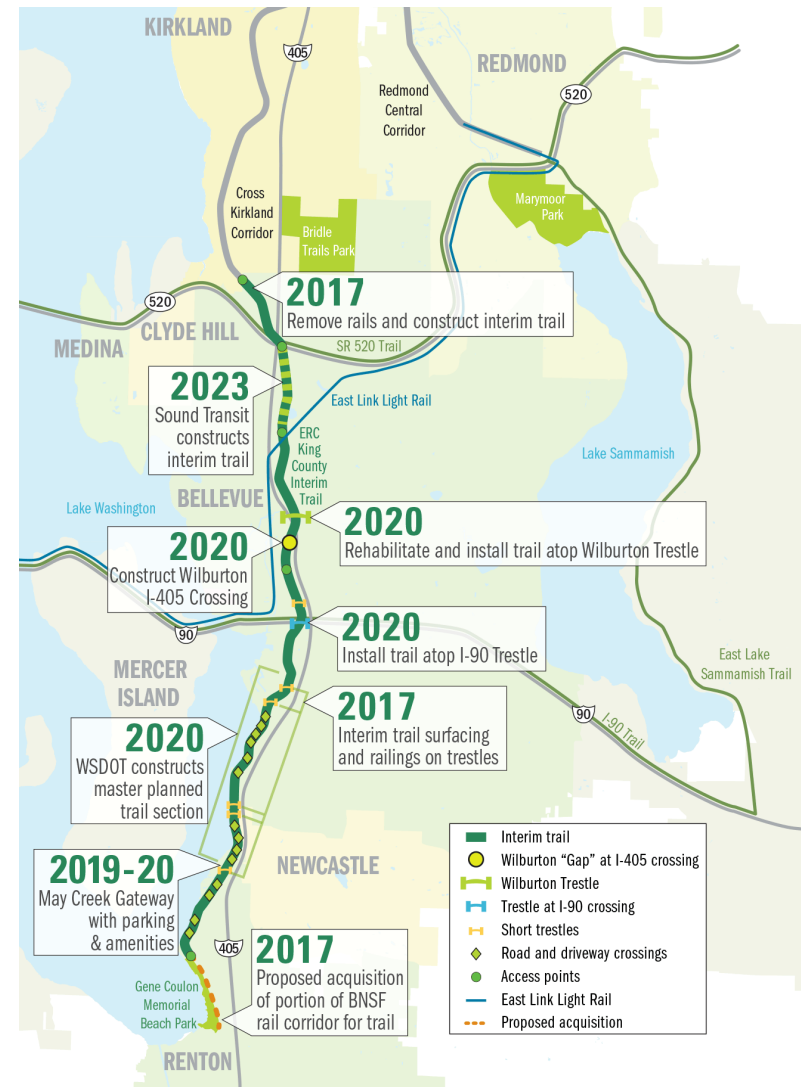 KIRKLAND
405
REDMOND
Redmond
Central
Corridor
520
Cross
Kirkland
Corridor
Bridle
Trails Park
Marymoor
Park
2017
Remove rails and construct interim trail
520
CLYDE HILL
MEDINA
SR 520 Trail
2023
Sound Transit
constructs
interim trail
East Link Light Rail
ERC
King
County
Interim
Trail
Lake Sammamish
BELLEVUE
Lake Washington
2020
Rehabilitate and install trail atop Wilburton Trestle
2020
Construct Wilburton
I-405 Crossing
90
2020
Install trail atop I-90 Trestle
East Lake
Sammamish Trail
MERCER
ISLAND
2017
Interim trail surfacing
and railings on trestles
90
I-90 Trail
2020
WSDOT constructs
master planned
trail section
2019-20
May Creek Gateway
with parking
& amenities
NEWCASTLE
405
2017
Proposed acquisition
of portion of BNSF
rail corridor for trail
Gene Coulon
Memorial
Beach Park
RENTON
Interim trail
Wilburton “Gap” at I-405 crossing
Wilburton Trestle
Trestle at I-90 crossing
Short trestles
Road and driveway crossings
Access points
East Link Light Rail
Proposed acquisition